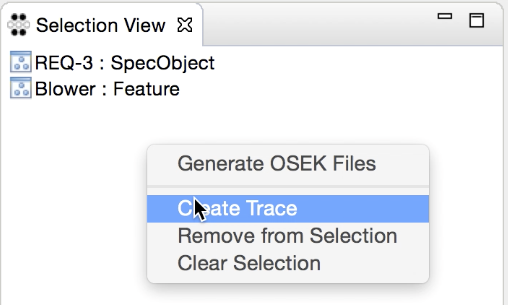 Selection View
REQ-3 : SpecObject
Blower : Feature
Generate OSEK Files
Create Trace
Remove from Selection
Clear Selection